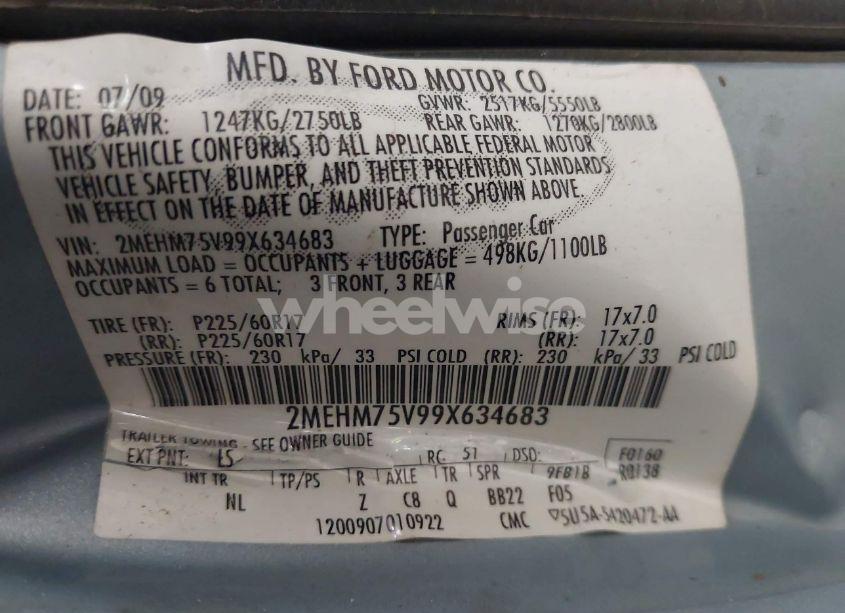 MFD. BY FORD MOTOR CO.
DATE: 07/09 GVWR: 2517KG/5550LB
FRONT GAWR: 1247KG/2750LB REAR GAWR: 1270KG/2800LB
THIS VEHICLE CONFORMS TO ALL APPLICABLE FEDERAL MOTOR
VEHICLE SAFETY, BUMPER, AND THEFT PREVENTION STANDARDS
IN EFFECT ON THE DATE OF MANUFACTURE SHOWN ABOVE.
VIN: 2MEHM75V99X634683 TYPE: Passenger Car
MAXIMUM LOAD = OCCUPANTS + LUGGAGE = 498KG/1100LB
OCCUPANTS = 6 TOTAL; 3 FRONT, 3 REAR
wheelwise
TIRE (FR): P225/60R17 RIMS (FR): 17x7.0
(RR): P225/60R17 (RR): 17x7.0
PRESSURE (FR): 230 kPa/ 33 PSI COLD (RR): 230 kPa/ 33 PSI COLD
2MEHM75V99X634683
TRAILER TOWING - SEE OWNER GUIDE
EXT PNT: LS RC: 51 DSO: F0160
INT TR TP/PS R AXLE TR SPR 9FB1B R0138
NL Z C8 Q BB22 F05
1200907010922 CMC ▽5U5A-5420472-AA